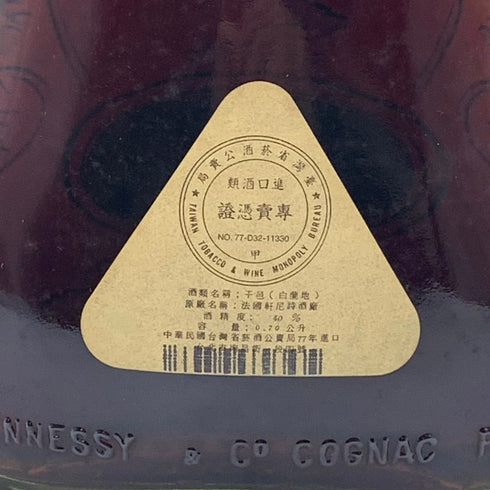 臺灣省菸酒公賣局
進口酒類
專賣憑證
NO. 77-D32-11330
甲
★ TAIWAN TOBACCO & WINE MONOPOLY BUREAU ★
酒類名稱：干邑（白蘭地）
原廠名稱：法國軒尼詩酒廠
酒精度： 40 %
容量：0.70公升
中華民國台灣省菸酒公賣局77年進口
NNESSY & Cº COGNAC